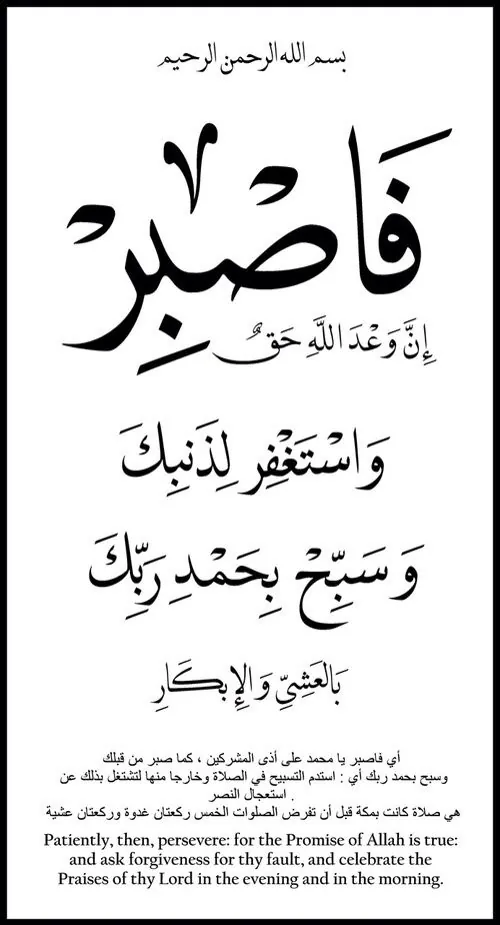 بسم الله الرحمن الرحيم
فَاصْبِرْ
إِنَّ وَعْدَ اللَّهِ حَقٌّ
وَاسْتَغْفِر لِذَنبِكَ
وَسَبِّحْ بِحَمْدِ رَبِّكَ
بَالعَشِيِّ وَالإِبكَارِ
أي فاصبر يا محمد على أذى المشركين ، كما صبر من قبلك
وسبح بحمد ربك أي : استدم التسبيح في الصلاة وخارجا منها لتشتغل بذلك عن
استعجال النصر .
هي صلاة كانت بمكة قبل أن تفرض الصلوات الخمس ركعتان غدوة وركعتان عشية
Patiently, then, persevere: for the Promise of Allah is true:
and ask forgiveness for thy fault, and celebrate the
Praises of thy Lord in the evening and in the morning.